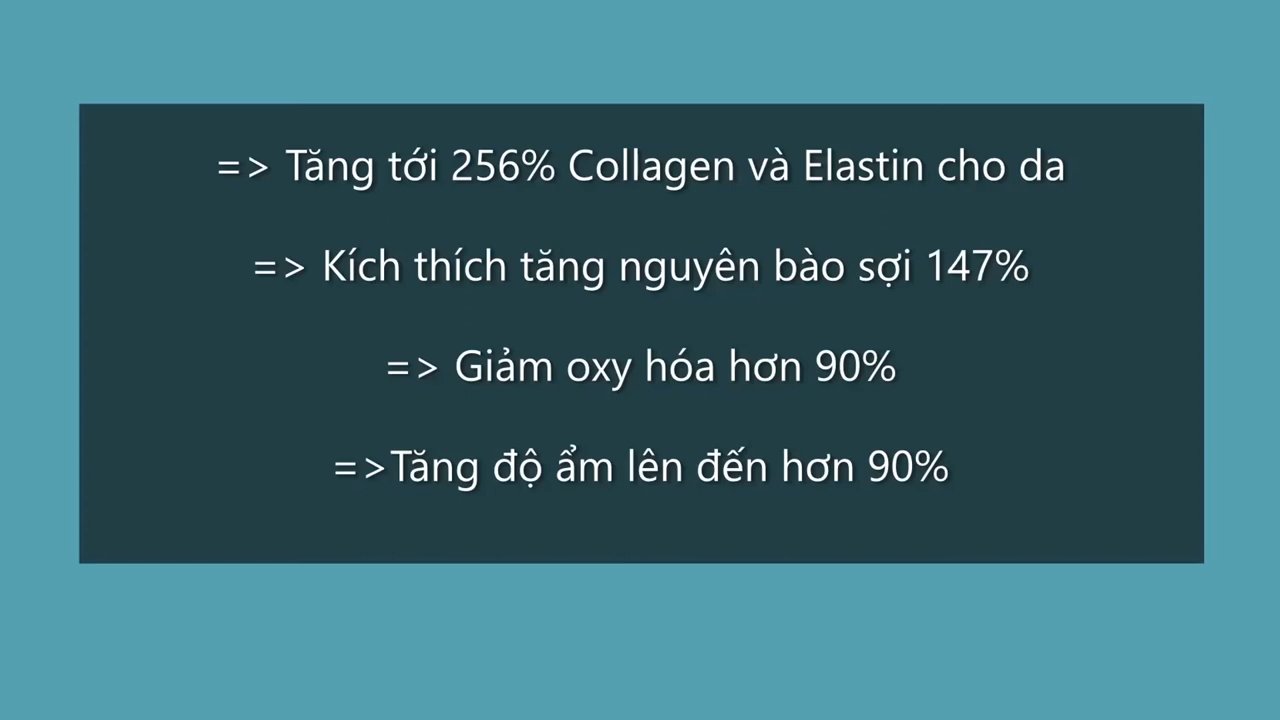 => Tăng tới 256% Collagen và Elastin cho da
=> Kích thích tăng nguyên bào sợi 147%
=> Giảm oxy hóa hơn 90%
=>Tăng độ ẩm lên đến hơn 90%